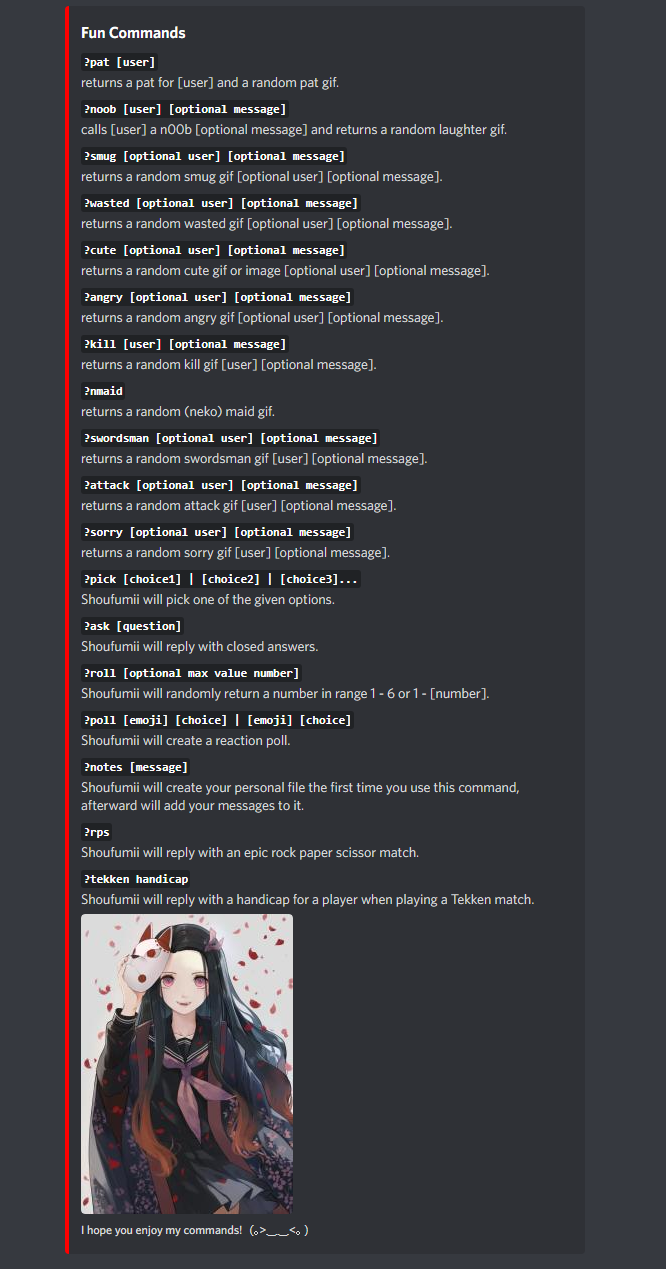 Fun Commands
?pat [user]
returns a pat for [user] and a random pat gif.
?noob [user] [optional message]
calls [user] a n00b [optional message] and returns a random laughter gif.
?smug [optional user] [optional message]
returns a random smug gif [optional user] [optional message].
?wasted [optional user] [optional message]
returns a random wasted gif [optional user] [optional message].
?cute [optional user] [optional message]
returns a random cute gif or image [optional user] [optional message].
?angry [optional user] [optional message]
returns a random angry gif [optional user] [optional message].
?kill [user] [optional message]
returns a random kill gif [user] [optional message].
?nmaid
returns a random (neko) maid gif.
?swordsman [optional user] [optional message]
returns a random swordsman gif [user] [optional message].
?attack [optional user] [optional message]
returns a random attack gif [user] [optional message].
?sorry [optional user] [optional message]
returns a random sorry gif [user] [optional message].
?pick [choice1] | [choice2] | [choice3]...
Shoufumii will pick one of the given options.
?ask [question]
Shoufumii will reply with closed answers.
?roll [optional max value number]
Shoufumii will randomly return a number in range 1 - 6 or 1 - [number].
?poll [emoji] [choice] | [emoji] [choice]
Shoufumii will create a reaction poll.
?notes [message]
Shoufumii will create your personal file the first time you use this command,
afterward will add your messages to it.
?rps
Shoufumii will reply with an epic rock paper scissor match.
?tekken handicap
Shoufumii will reply with a handicap for a player when playing a Tekken match.
I hope you enjoy my commands! (｡>‿‿<｡ )